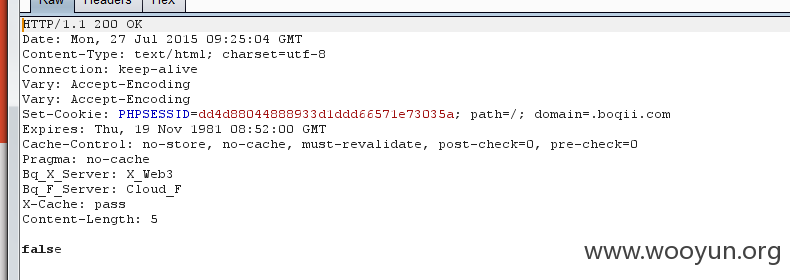 Raw Headers Hex
HTTP/1.1 200 OK
Date: Mon, 27 Jul 2015 09:25:04 GMT
Content-Type: text/html; charset=utf-8
Connection: keep-alive
Vary: Accept-Encoding
Vary: Accept-Encoding
Set-Cookie: PHPSESSID=dd4d88044888933d1ddd66571e73035a; path=/; domain=.boqii.com
Expires: Thu, 19 Nov 1981 08:52:00 GMT
Cache-Control: no-store, no-cache, must-revalidate, post-check=0, pre-check=0
Pragma: no-cache
Bq_X_Server: X_Web3
Bq_F_Server: Cloud_F
X-Cache: pass
Content-Length: 5
false
www.wooyun.org